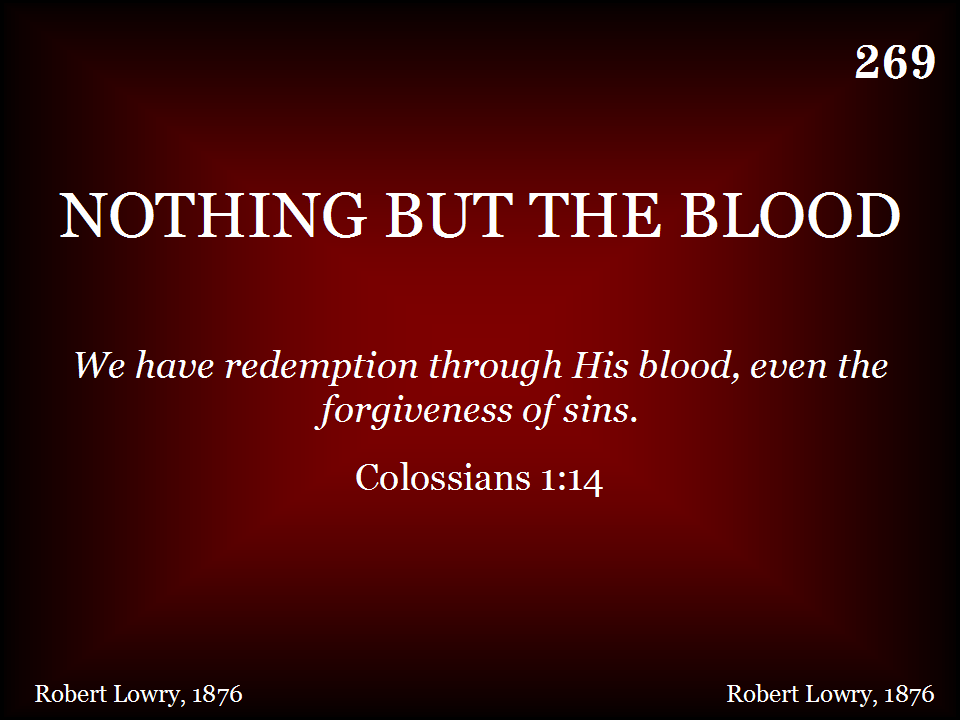 269
NOTHING BUT THE BLOOD
We have redemption through His blood, even the
forgiveness of sins.
Colossians 1:14
Robert Lowry, 1876
Robert Lowry, 1876